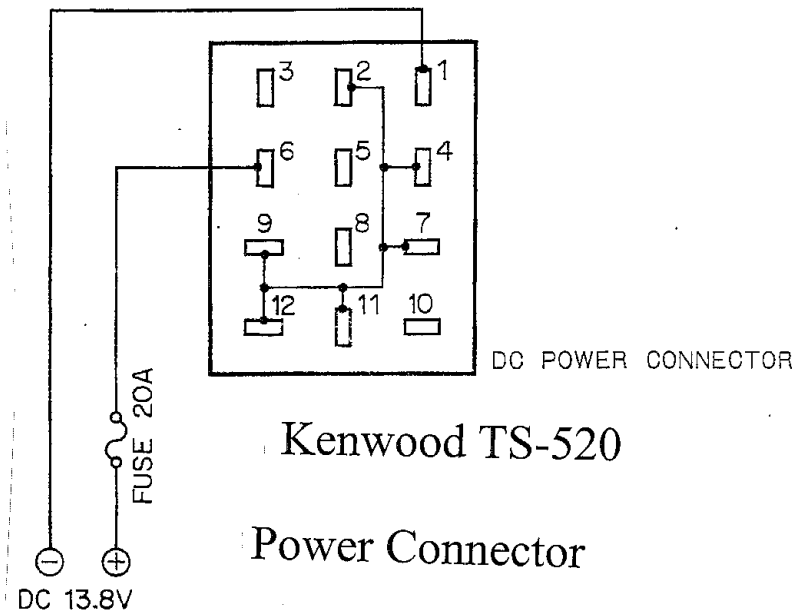 3 2 1
6 5 4
9 8 7
12 11 10
DC POWER CONNECTOR
FUSE 20A
Kenwood TS-520
Power Connector
− +
DC 13.8V